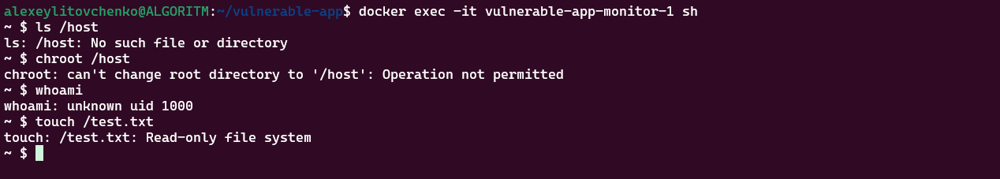 alexeylitovchenko@ALGORITM:~/vulnerable-app$ docker exec -it vulnerable-app-monitor-1 sh
~ $ ls /host
ls: /host: No such file or directory
~ $ chroot /host
chroot: can't change root directory to '/host': Operation not permitted
~ $ whoami
whoami: unknown uid 1000
~ $ touch /test.txt
touch: /test.txt: Read-only file system
~ $